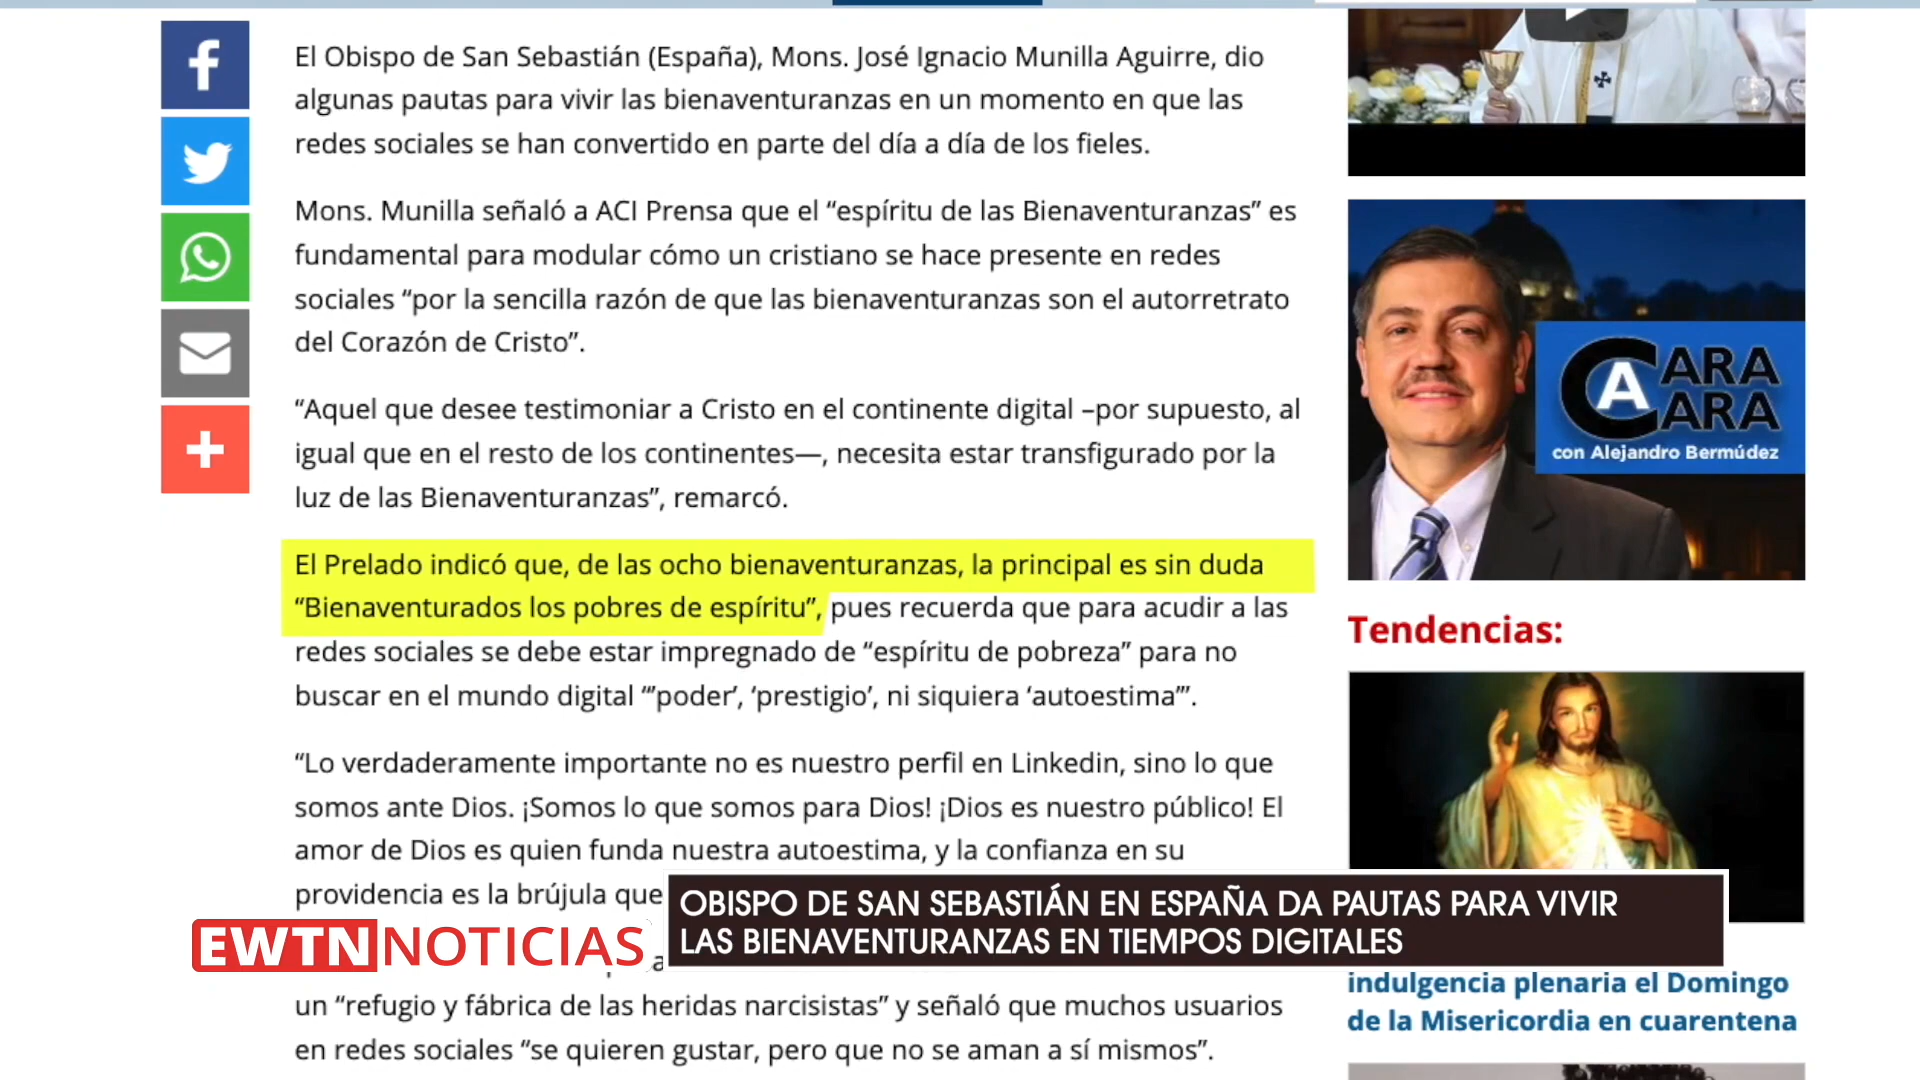 El Obispo de San Sebastián (España), Mons. José Ignacio Munilla Aguirre, dio
algunas pautas para vivir las bienaventuranzas en un momento en que las
redes sociales se han convertido en parte del día a día de los fieles.
Mons. Munilla señaló a ACI Prensa que el “espíritu de las Bienaventuranzas” es
fundamental para modular cómo un cristiano se hace presente en redes
sociales “por la sencilla razón de que las bienaventuranzas son el autorretrato
del Corazón de Cristo”.
“Aquel que desee testimoniar a Cristo en el continente digital –por supuesto, al
igual que en el resto de los continentes—, necesita estar transfigurado por la
luz de las Bienaventuranzas”, remarcó.
El Prelado indicó que, de las ocho bienaventuranzas, la principal es sin duda
“Bienaventurados los pobres de espíritu”, pues recuerda que para acudir a las
redes sociales se debe estar impregnado de “espíritu de pobreza” para no
buscar en el mundo digital “‘poder’, ‘prestigio’, ni siquiera ‘autoestima’”.
“Lo verdaderamente importante no es nuestro perfil en Linkedin, sino lo que
somos ante Dios. ¡Somos lo que somos para Dios! ¡Dios es nuestro público! El
amor de Dios es quien funda nuestra autoestima, y la confianza en su
providencia es la brújula que
un “refugio y fábrica de las heridas narcisistas” y señaló que muchos usuarios
en redes sociales “se quieren gustar, pero que no se aman a sí mismos”.
CARA
A
CARA
con Alejandro Bermúdez
Tendencias:
indulgencia plenaria el Domingo
de la Misericordia en cuarentena
EWTN NOTICIAS
OBISPO DE SAN SEBASTIÁN EN ESPAÑA DA PAUTAS PARA VIVIR
LAS BIENAVENTURANZAS EN TIEMPOS DIGITALES